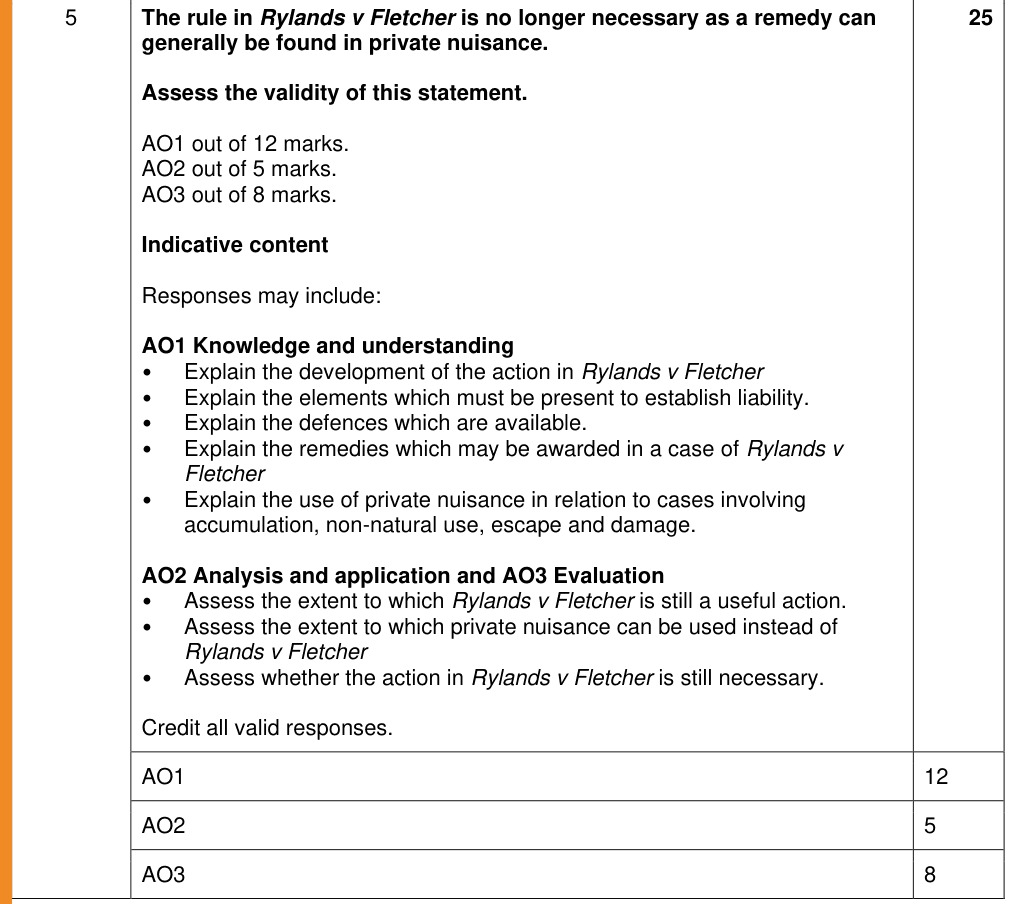 5
The rule in Rylands v Fletcher is no longer necessary as a remedy can
generally be found in private nuisance.
25
Assess the validity of this statement.
AO1 out of 12 marks.
AO2 out of 5 marks.
AO3 out of 8 marks.
Indicative content
Responses may include:
AO1 Knowledge and understanding
• Explain the development of the action in Rylands v Fletcher
• Explain the elements which must be present to establish liability.
• Explain the defences which are available.
• Explain the remedies which may be awarded in a case of Rylands v
Fletcher
• Explain the use of private nuisance in relation to cases involving
accumulation, non-natural use, escape and damage.
AO2 Analysis and application and AO3 Evaluation
• Assess the extent to which Rylands v Fletcher is still a useful action.
• Assess the extent to which private nuisance can be used instead of
Rylands v Fletcher
• Assess whether the action in Rylands v Fletcher is still necessary.
Credit all valid responses.
AO1 12
AO2 5
AO3 8